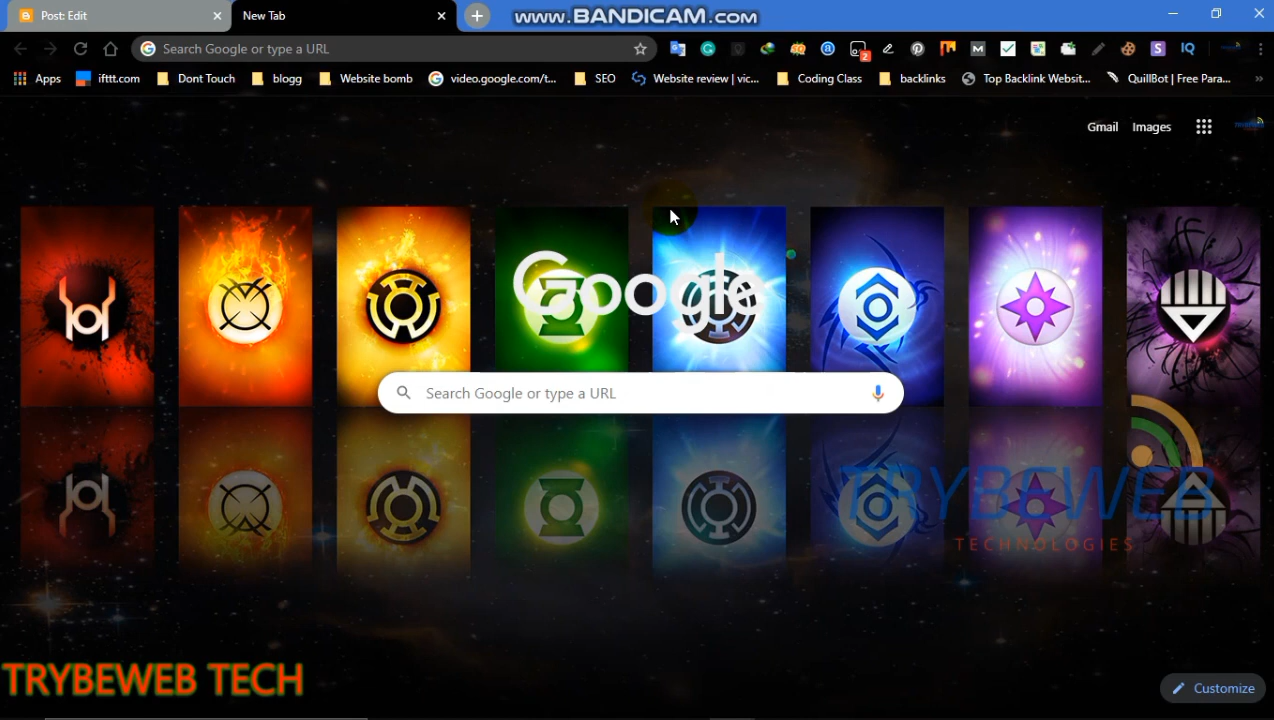 Post: Edit
New Tab
www.BANDICAM.com
Search Google or type a URL
2
IQ
Apps
ifttt.com
Dont Touch
blogg
Website bomb
video.google.com/t...
SEO
Website review | vic...
Coding Class
backlinks
Top Backlink Websit...
QuillBot | Free Para...
Gmail
Images
Google
Search Google or type a URL
TRYBEWEB
TECHNOLOGIES
TRYBEWEB TECH
Customize